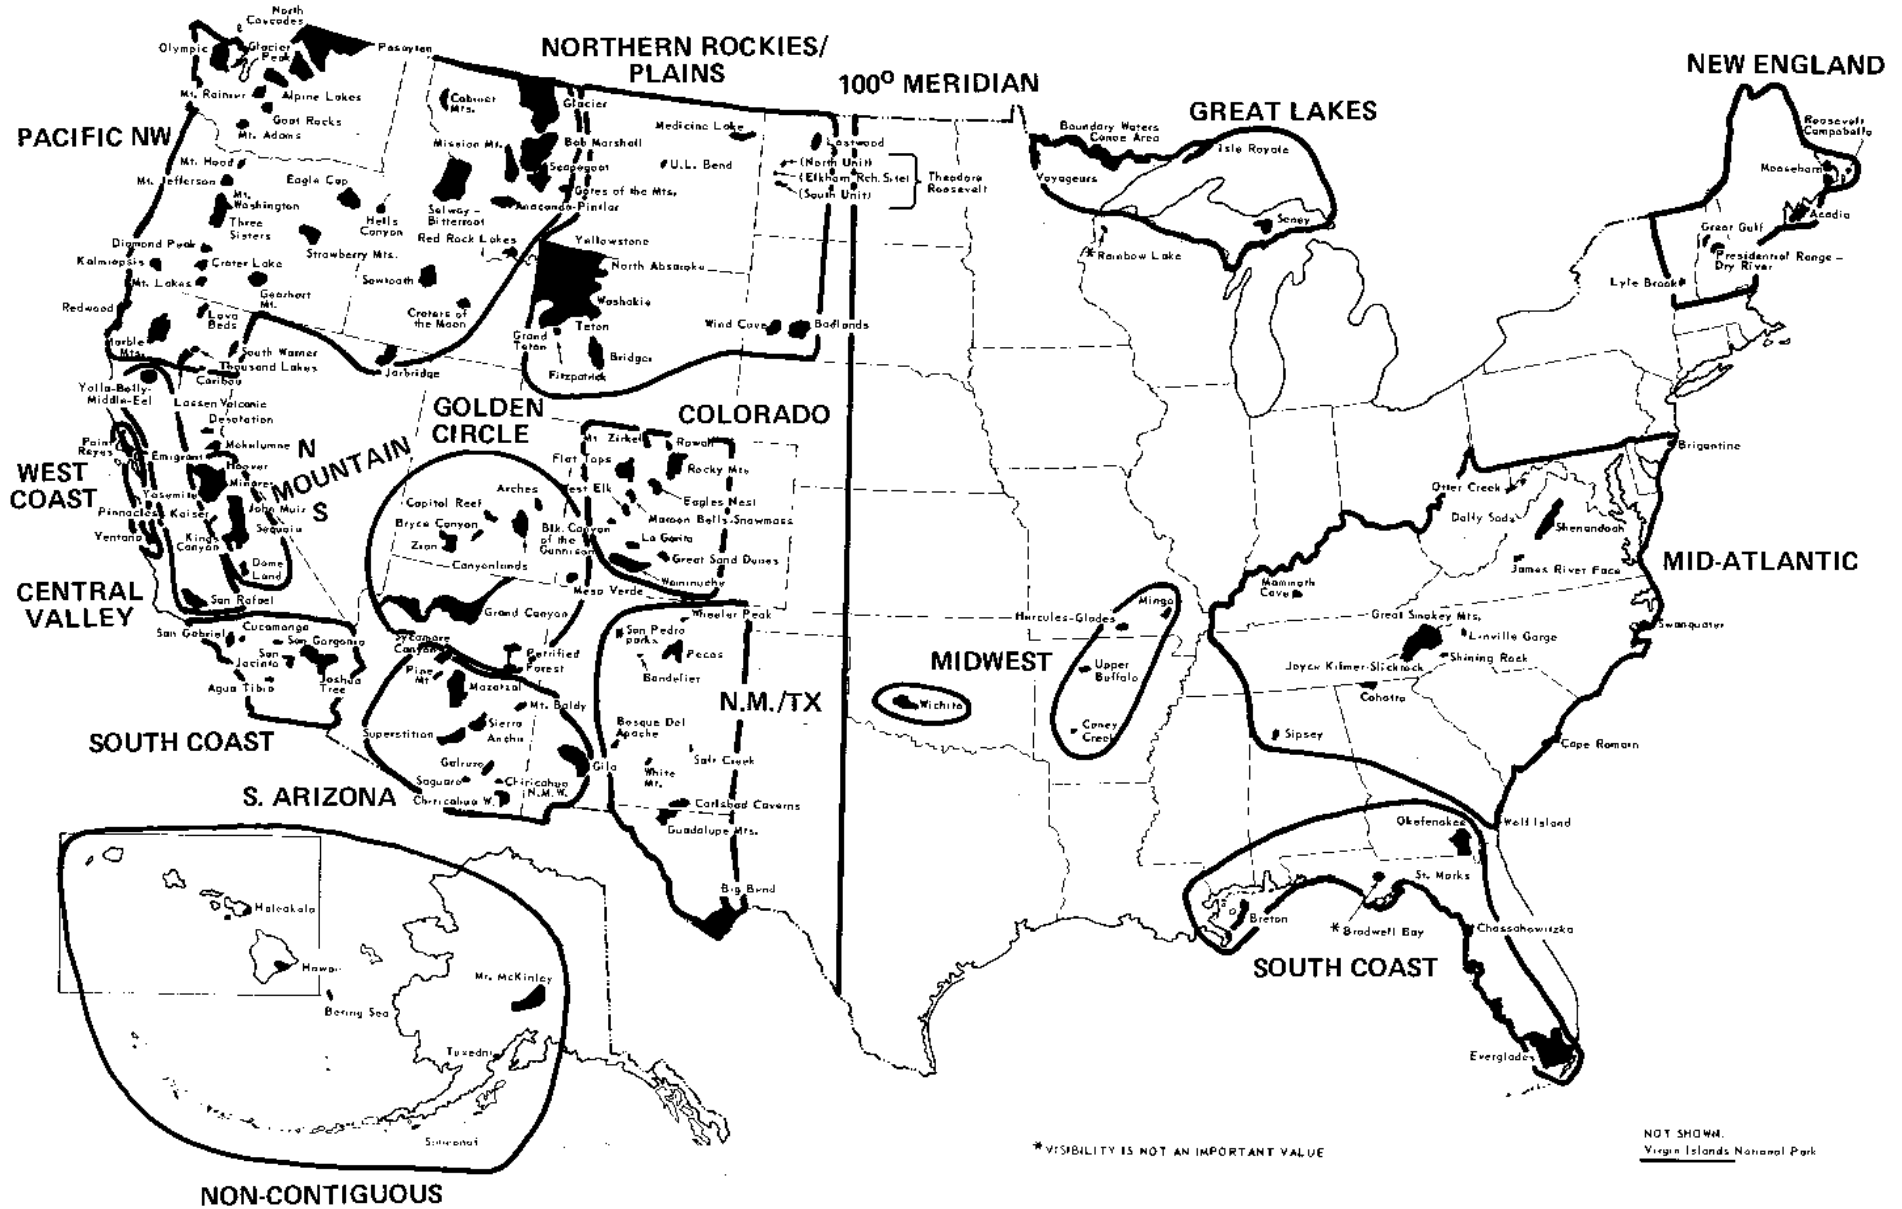 North
Cascades
Olympic
Glacier
Peak
Pasayten
Mt. Rainier
Alpine Lakes
Goat Rocks
Mt. Adams
PACIFIC NW
Mt. Hood
Mt. Jefferson
Mt.
Washington
Three
Sisters
Eagle Cap
Hells
Canyon
Strawberry Mts.
Diamond Peak
Kalmiopsis
Crater Lake
Mt. Lakes
Gearhart
Mt.
Redwood
Lava
Beds
Marble
Mts.
South Warner
Thousand Lakes
Caribou
Jarbridge
Sawtooth
Craters of
the Moon
NORTHERN ROCKIES/
PLAINS
Cabinet
Mts.
Glacier
Mission Mt.
Bob Marshall
Scapegoat
Gates of the Mts.
Selway-
Bitterroot
Anaconda-Pintlar
Red Rock Lakes
Yellowstone
North Absaroka
Washakie
Teton
Grand
Teton
Bridger
Fitzpatrick
Medicine Lake
U.L. Bend
Lostwood
(North Unit)
(Elkhorn Rch. Site)
(South Unit)
Theodore
Roosevelt
Wind Cave
Badlands
100° MERIDIAN
GREAT LAKES
Boundary Waters
Canoe Area
Isle Royale
Voyageurs
Seney
*Rainbow Lake
NEW ENGLAND
Roosevelt
Campobello
Moosehorn
Acadia
Great Gulf
Presidential Range-
Dry River
Lyle Brook
Yolla-Bolly-
Middle-Eel
Lassen Volcanic
Desolation
Mokelumne
Point
Reyes
Emigrant
Hoover
Minarets
Yosemite
John Muir
Pinnacles
Kaiser
Sequoia
Ventana
Kings
Canyon
Dome
Land
San Rafael
WEST
COAST
N
MOUNTAIN
S
CENTRAL
VALLEY
GOLDEN
CIRCLE
Capitol Reef
Arches
Bryce Canyon
Zion
Canyonlands
Blk. Canyon
of the
Gunnison
Grand Canyon
Mesa Verde
Sycamore
Canyon
Petrified
Forest
COLORADO
Mt. Zirkel
Rawah
Flat Tops
Rocky Mts
West Elk
Eagles Nest
Maroon Bells-Snowmass
La Garita
Great Sand Dunes
Weminuche
San Gabriel
Cucamonga
San Gorgonio
San
Jacinto
Agua Tibia
Joshua
Tree
SOUTH COAST
Pine
Mt
Mazatzal
Mt. Baldy
Superstition
Sierra
Ancha
Galiuro
Saguaro
Chiricahua
N.M.W.
Chiricahua W.
Gila
S. ARIZONA
Wheeler Peak
San Pedro
Parks
Pecos
Bandelier
N.M./TX
Bosque Del
Apache
Salt Creek
White
Mt.
Carlsbad Caverns
Guadalupe Mts.
Big Bend
MIDWEST
Wichita
Hercules-Glades
Mingo
Upper
Buffalo
Caney
Creek
Brigantine
Otter Creek
Dolly Sods
Shenandoah
James River Face
MID-ATLANTIC
Mammoth
Cave
Great Smokey Mts.
Linville Gorge
Swanquater
Joyce Kilmer-Slickrock
Shining Rock
Cohutta
Sipsey
Cape Romain
Wolf Island
Okefenokee
St. Marks
Breton
*Bradwell Bay
Chassahowitzka
SOUTH COAST
Everglades
Haleakala
Hawaii
Bering Sea
Mt. McKinley
Tuxedni
Simeonof
NON-CONTIGUOUS
*VISIBILITY IS NOT AN IMPORTANT VALUE
NOT SHOWN.
Virgin Islands National Park